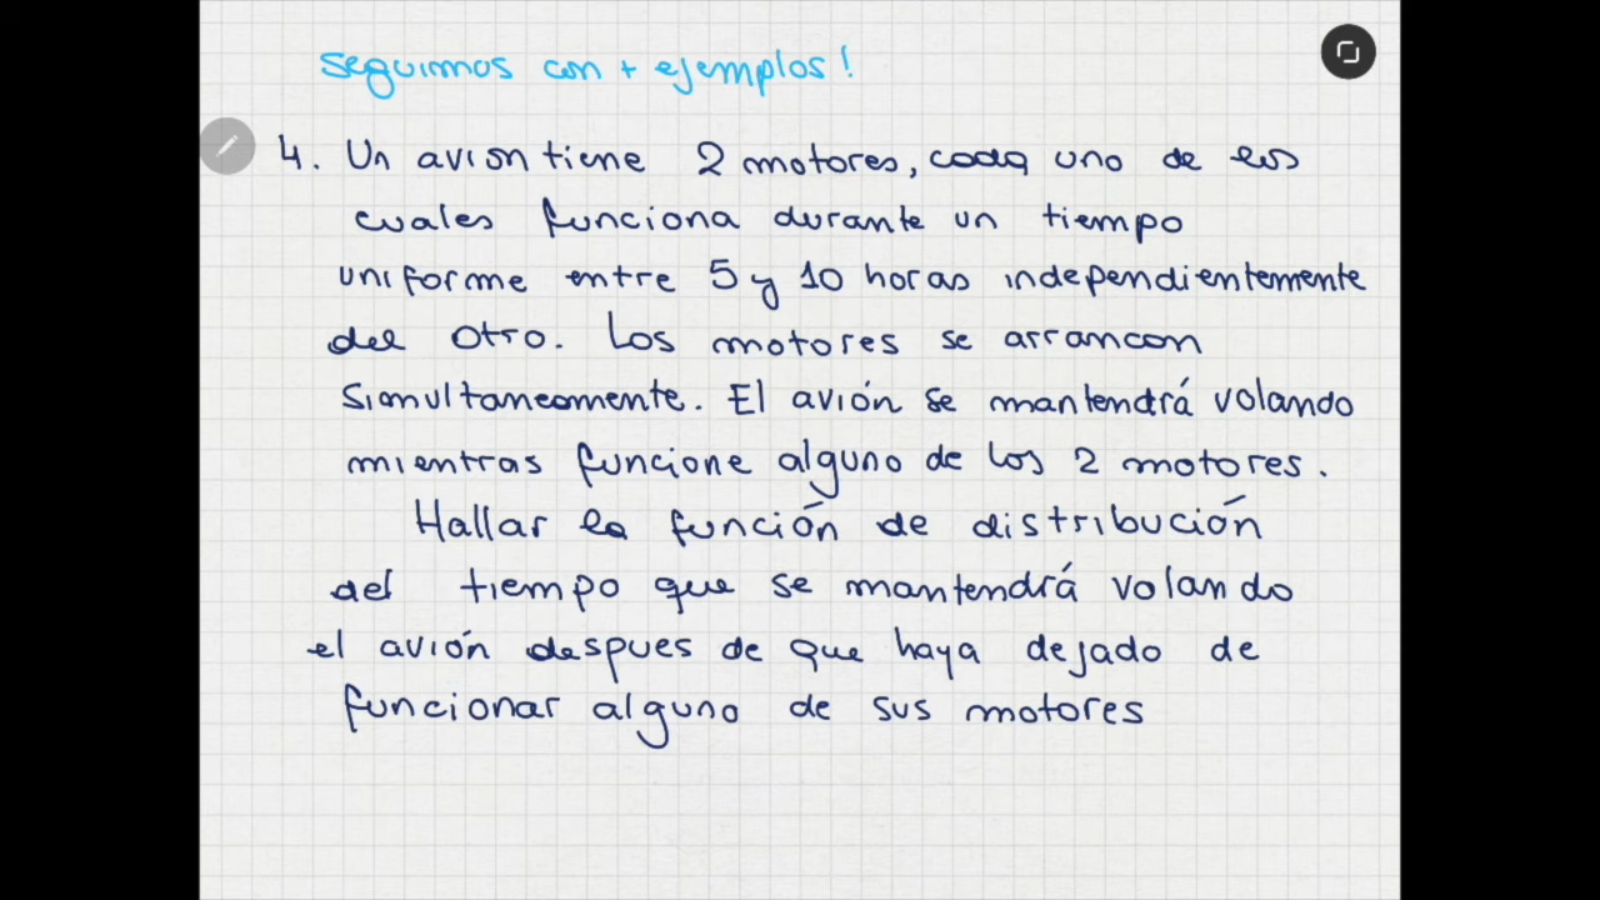 Seguimos con + ejemplos!
4. Un avion tiene 2 motores, cada uno de los
cuales funciona durante un tiempo
uniforme entre 5 y 10 horas independientemente
del otro. Los motores se arrancan
simultaneamente. El avión se mantendrá volando
mientras funcione alguno de los 2 motores.
Hallar la función de distribución
del tiempo que se mantendrá volando
el avión despues de que haya dejado de
funcionar alguno de sus motores